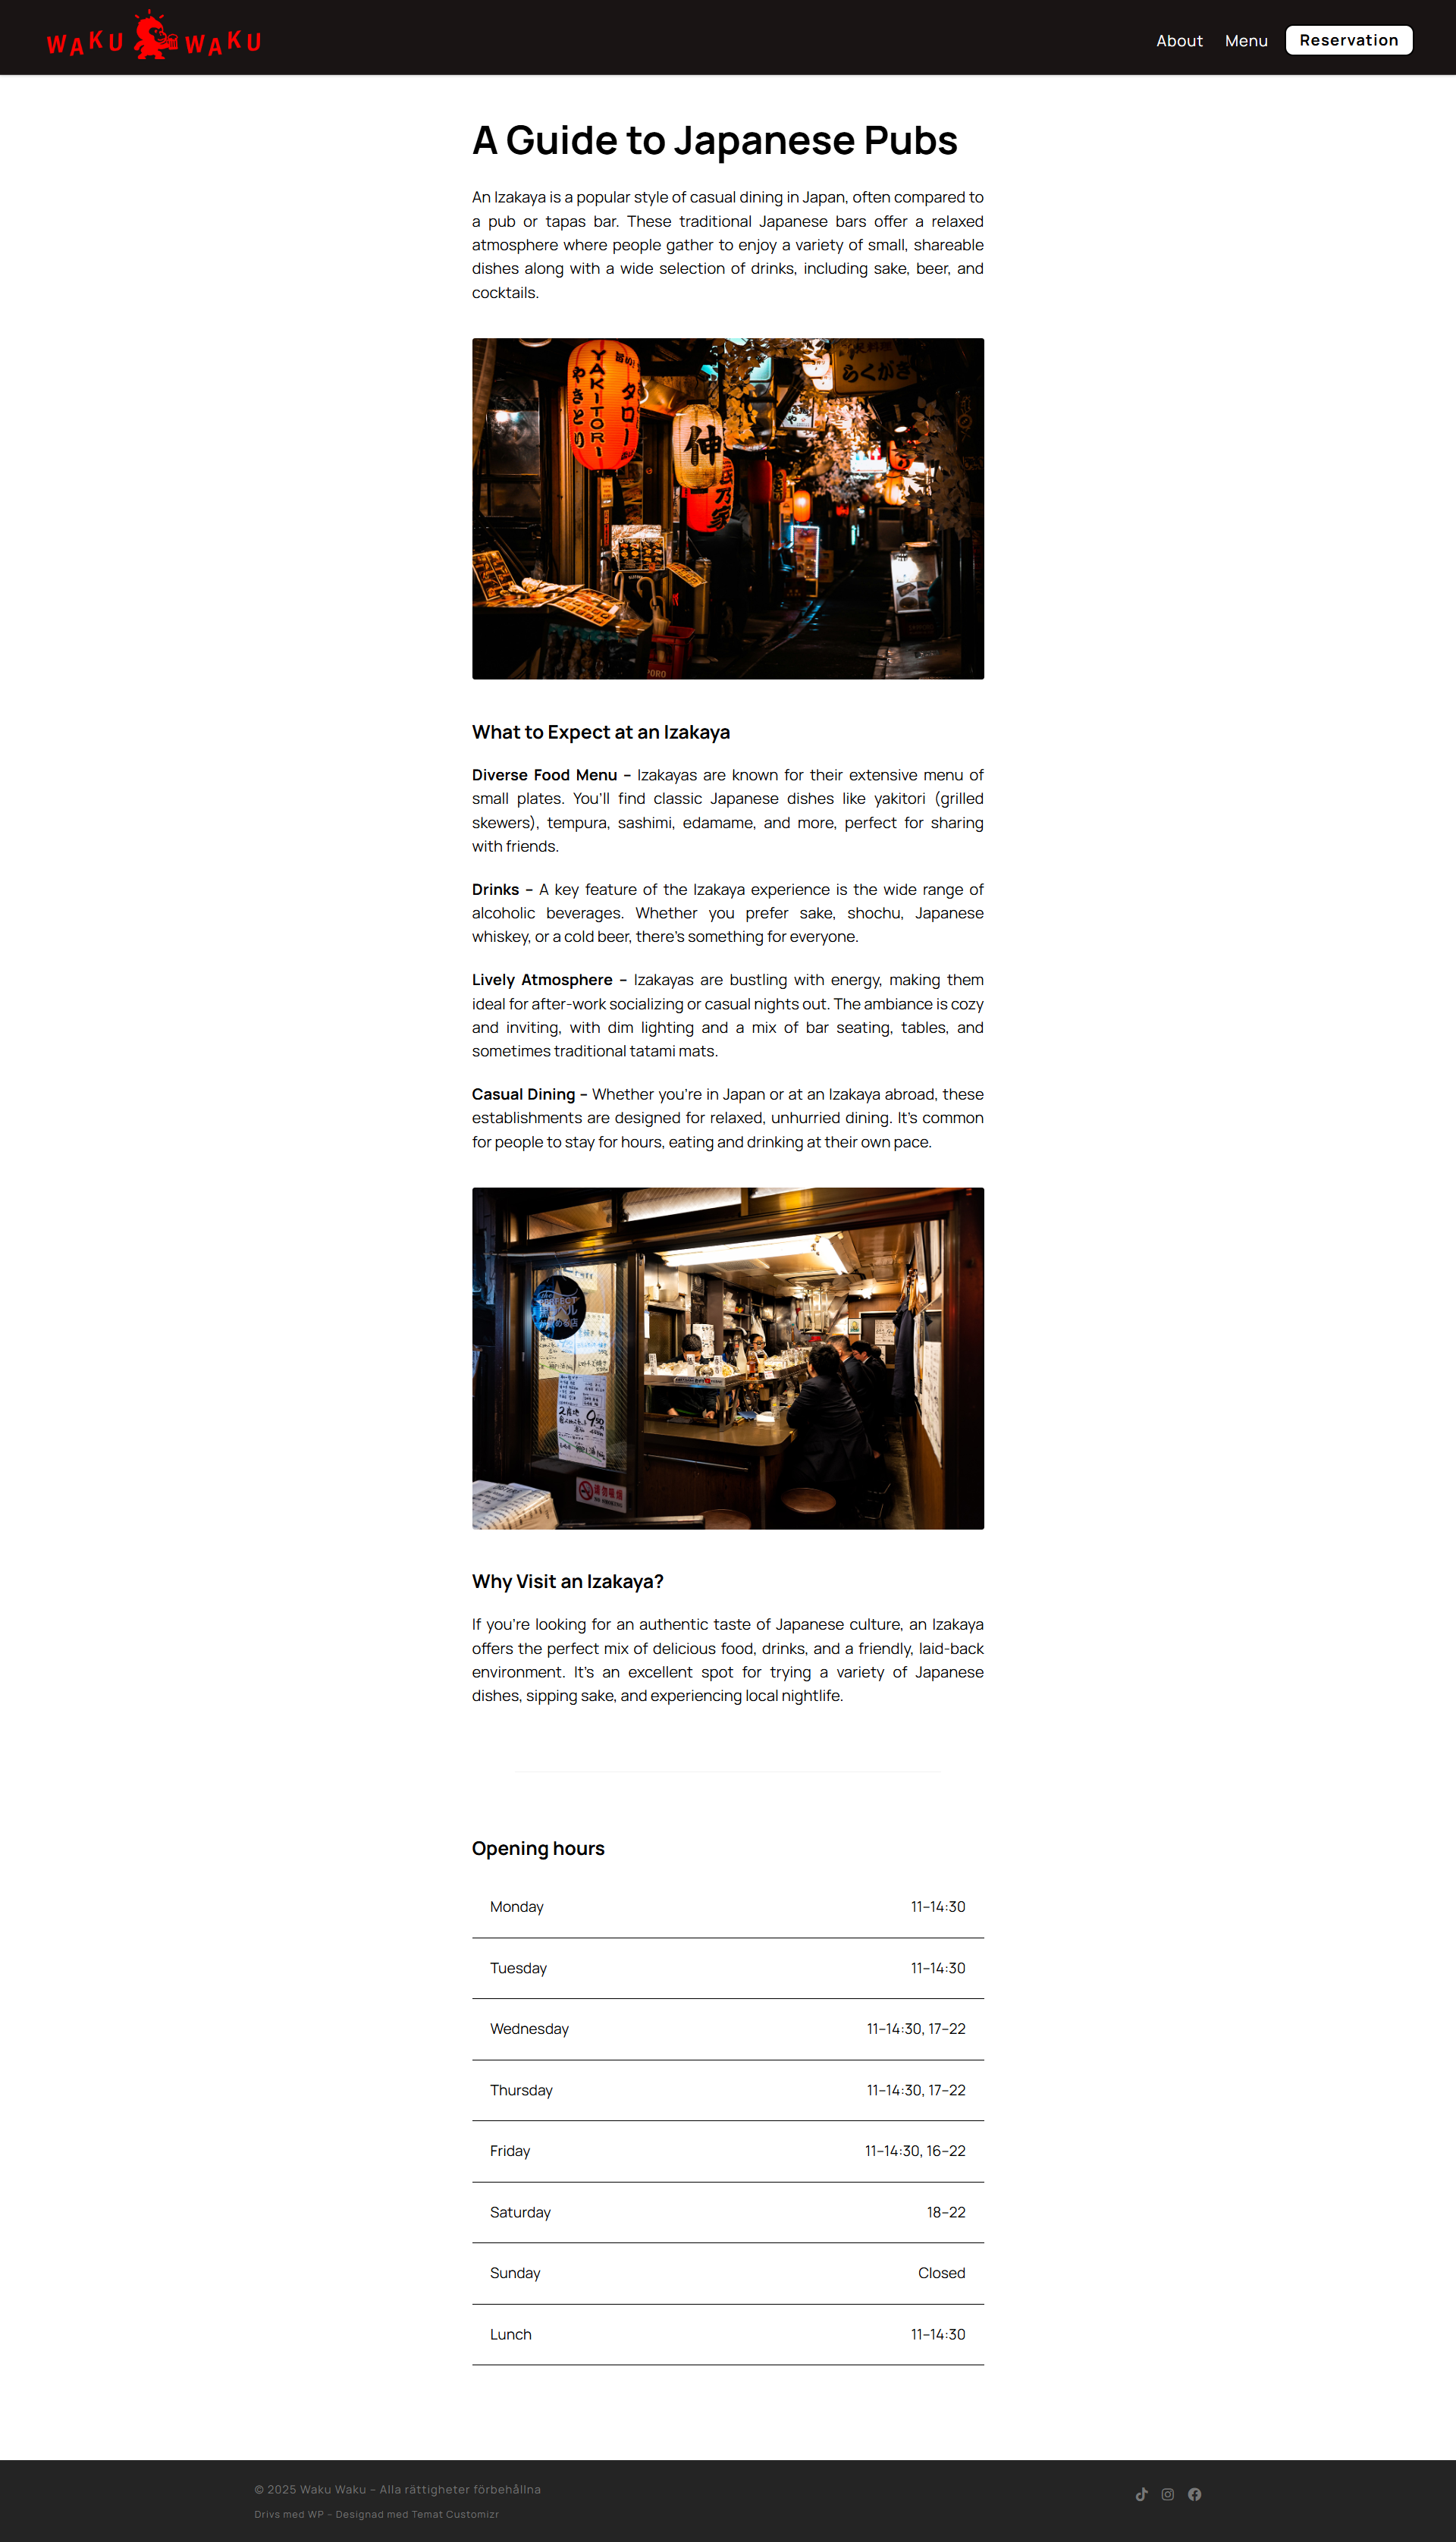 WAKU WAKU
About Menu Reservation
A Guide to Japanese Pubs
An Izakaya is a popular style of casual dining in Japan, often compared to
a pub or tapas bar. These traditional Japanese bars offer a relaxed
atmosphere where people gather to enjoy a variety of small, shareable
dishes along with a wide selection of drinks, including sake, beer, and
cocktails.
YAKITORI
やきとり
タロー
伸
らくがき
What to Expect at an Izakaya
Diverse Food Menu – Izakayas are known for their extensive menu of
small plates. You’ll find classic Japanese dishes like yakitori (grilled
skewers), tempura, sashimi, edamame, and more, perfect for sharing
with friends.
Drinks – A key feature of the Izakaya experience is the wide range of
alcoholic beverages. Whether you prefer sake, shochu, Japanese
whiskey, or a cold beer, there’s something for everyone.
Lively Atmosphere – Izakayas are bustling with energy, making them
ideal for after-work socializing or casual nights out. The ambiance is cozy
and inviting, with dim lighting and a mix of bar seating, tables, and
sometimes traditional tatami mats.
Casual Dining – Whether you’re in Japan or at an Izakaya abroad, these
establishments are designed for relaxed, unhurried dining. It’s common
for people to stay for hours, eating and drinking at their own pace.
Why Visit an Izakaya?
If you’re looking for an authentic taste of Japanese culture, an Izakaya
offers the perfect mix of delicious food, drinks, and a friendly, laid-back
environment. It’s an excellent spot for trying a variety of Japanese
dishes, sipping sake, and experiencing local nightlife.
Opening hours
Monday 11–14:30
Tuesday 11–14:30
Wednesday 11–14:30, 17–22
Thursday 11–14:30, 17–22
Friday 11–14:30, 16–22
Saturday 18–22
Sunday Closed
Lunch 11–14:30
© 2025 Waku Waku – Alla rättigheter förbehållna
Drivs med WP – Designad med Temat Customizr